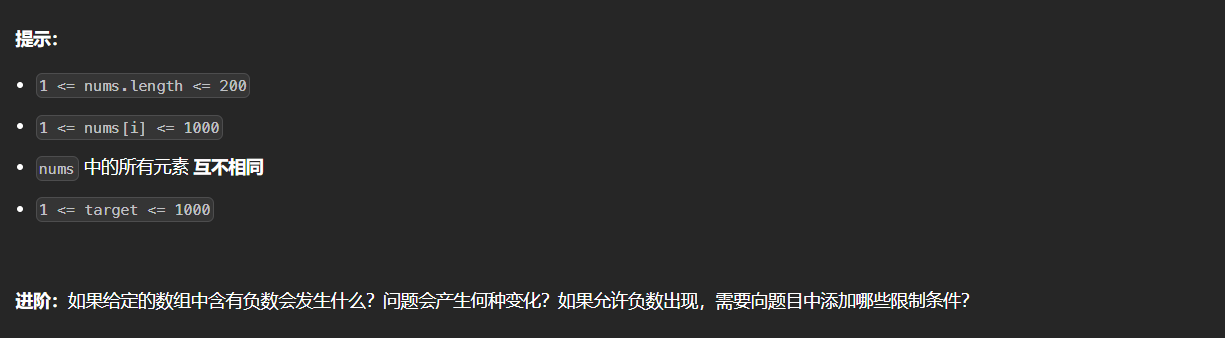 提示：
1 <= nums.length <= 200
1 <= nums[i] <= 1000
nums 中的所有元素 互不相同
1 <= target <= 1000
进阶：如果给定的数组中含有负数会发生什么？问题会产生何种变化？如果允许负数出现，需要向题目中添加哪些限制条件？